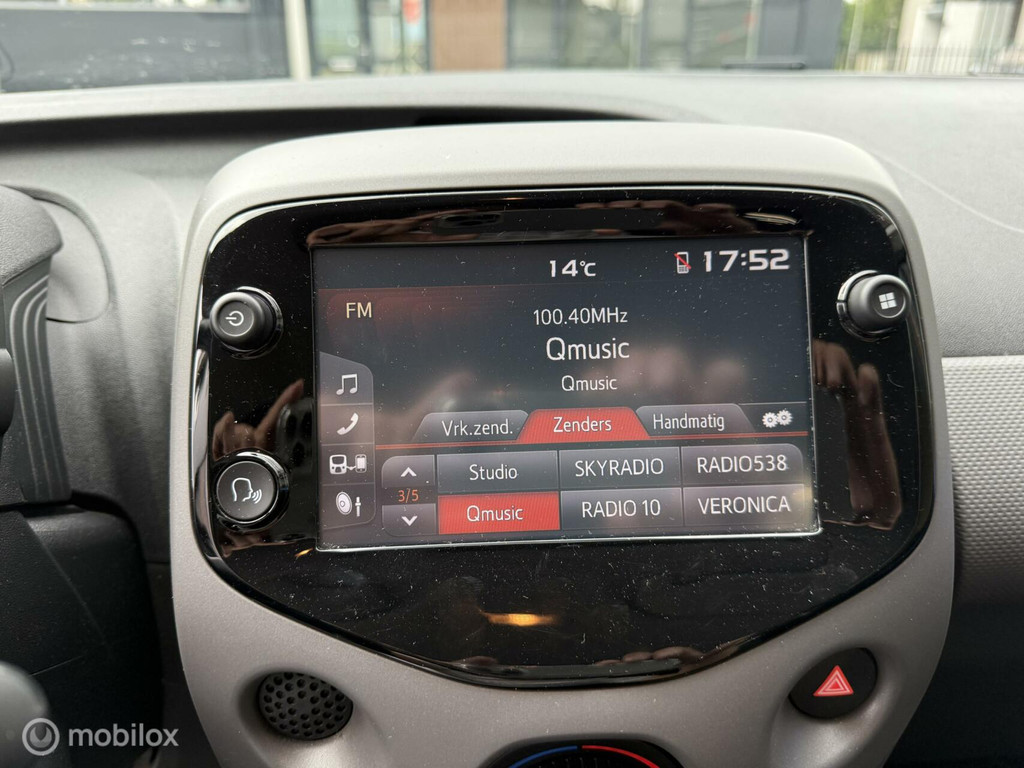 14°C 17:52
FM
100.40MHz
Qmusic
Qmusic
Vrk.zend. Zenders Handmatig
Studio SKYRADIO RADIO538
3/5
Qmusic RADIO 10 VERONICA
mobilox